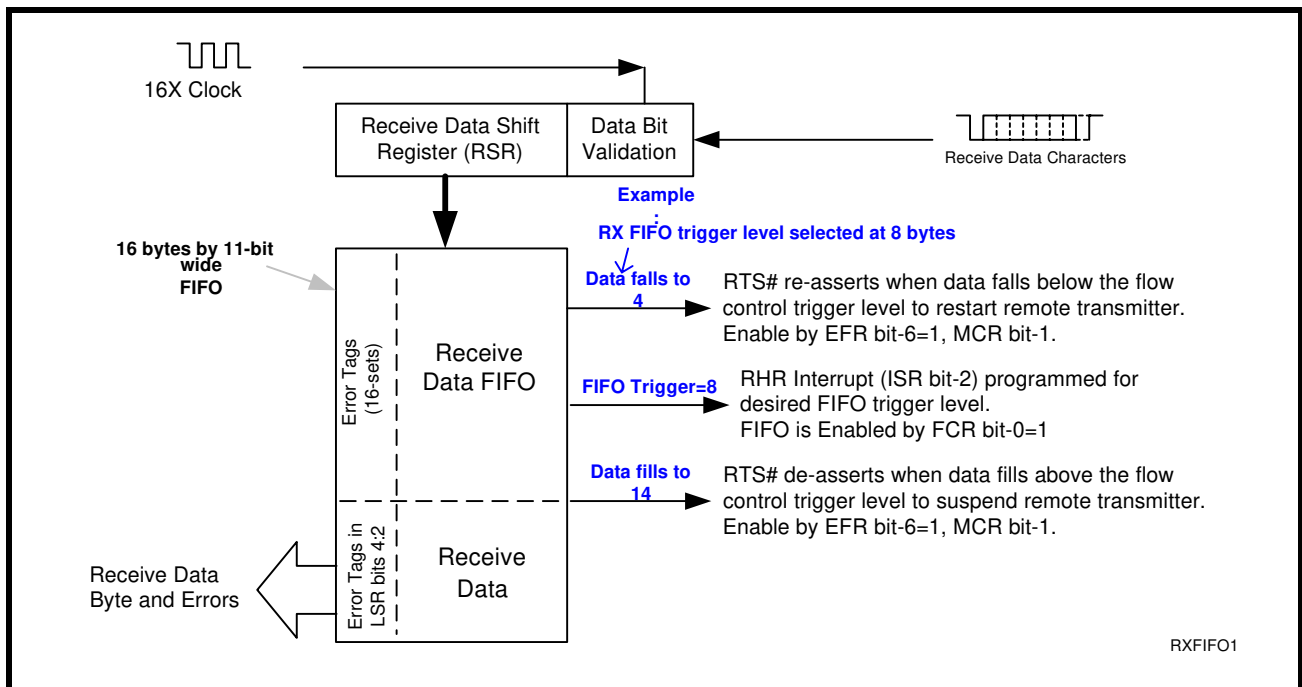 16X Clock
Receive Data Shift
Register (RSR)
Data Bit
Validation
Receive Data Characters
Example
:
RX FIFO trigger level selected at 8 bytes
16 bytes by 11-bit
wide
FIFO
Error Tags
(16-sets)
Receive
Data FIFO
Data falls to
4
RTS# re-asserts when data falls below the flow
control trigger level to restart remote transmitter.
Enable by EFR bit-6=1, MCR bit-1.
FIFO Trigger=8
RHR Interrupt (ISR bit-2) programmed for
desired FIFO trigger level.
FIFO is Enabled by FCR bit-0=1
Data fills to
14
RTS# de-asserts when data fills above the flow
control trigger level to suspend remote transmitter.
Enable by EFR bit-6=1, MCR bit-1.
Error Tags in
LSR bits 4:2
Receive
Data
Receive Data
Byte and Errors
RXFIFO1